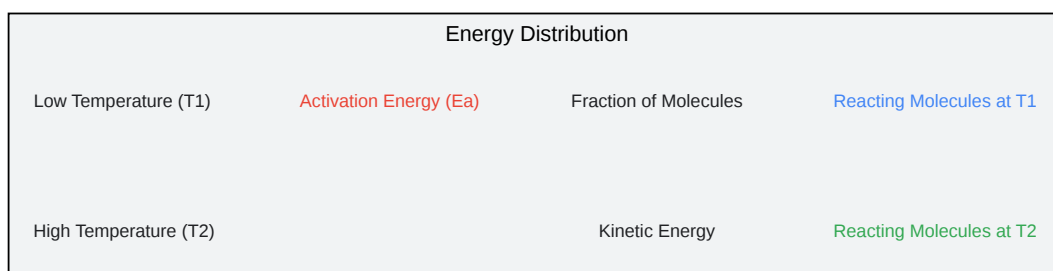 Energy Distribution
Low Temperature (T1) Activation Energy (Ea) Fraction of Molecules Reacting Molecules at T1
High Temperature (T2) Kinetic Energy Reacting Molecules at T2